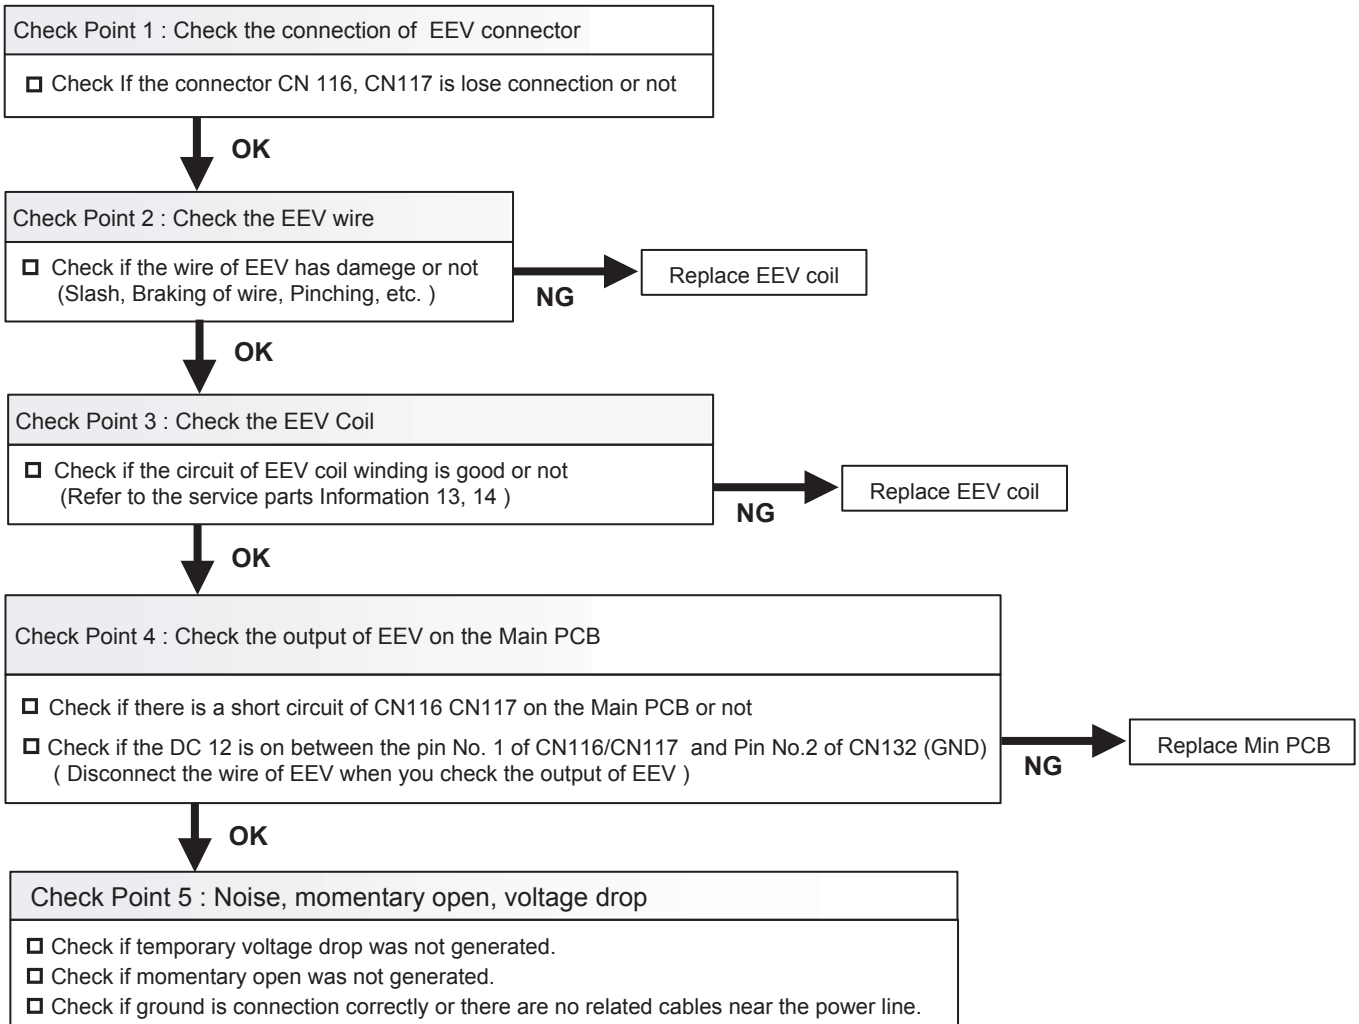 Check Point 1 : Check the connection of EEV connector
Check If the connector CN 116, CN117 is lose connection or not
OK
Check Point 2 : Check the EEV wire
Check if the wire of EEV has damege or not
(Slash, Braking of wire, Pinching, etc. )
NG
Replace EEV coil
OK
Check Point 3 : Check the EEV Coil
Check if the circuit of EEV coil winding is good or not
(Refer to the service parts Information 13, 14 )
NG
Replace EEV coil
OK
Check Point 4 : Check the output of EEV on the Main PCB
Check if there is a short circuit of CN116 CN117 on the Main PCB or not
Check if the DC 12 is on between the pin No. 1 of CN116/CN117 and Pin No.2 of CN132 (GND)
( Disconnect the wire of EEV when you check the output of EEV )
NG
Replace Min PCB
OK
Check Point 5 : Noise, momentary open, voltage drop
Check if temporary voltage drop was not generated.
Check if momentary open was not generated.
Check if ground is connection correctly or there are no related cables near the power line.